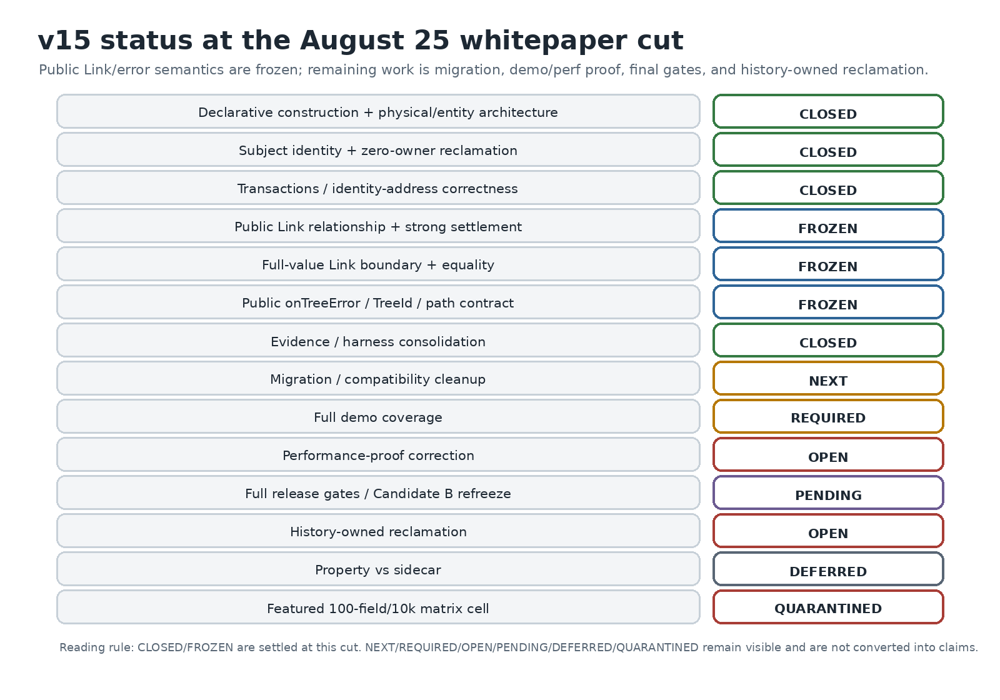 v15 status at the August 25 whitepaper cut
Public Link/error semantics are frozen; remaining work is migration, demo/perf proof, final gates, and history-owned reclamation.
Declarative construction + physical/entity architecture CLOSED
Subject identity + zero-owner reclamation CLOSED
Transactions / identity-address correctness CLOSED
Public Link relationship + strong settlement FROZEN
Full-value Link boundary + equality FROZEN
Public onTreeError / TreeId / path contract FROZEN
Evidence / harness consolidation CLOSED
Migration / compatibility cleanup NEXT
Full demo coverage REQUIRED
Performance-proof correction OPEN
Full release gates / Candidate B refreeze PENDING
History-owned reclamation OPEN
Property vs sidecar DEFERRED
Featured 100-field/10k matrix cell QUARANTINED
Reading rule: CLOSED/FROZEN are settled at this cut. NEXT/REQUIRED/OPEN/PENDING/DEFERRED/QUARANTINED remain visible and are not converted into claims.